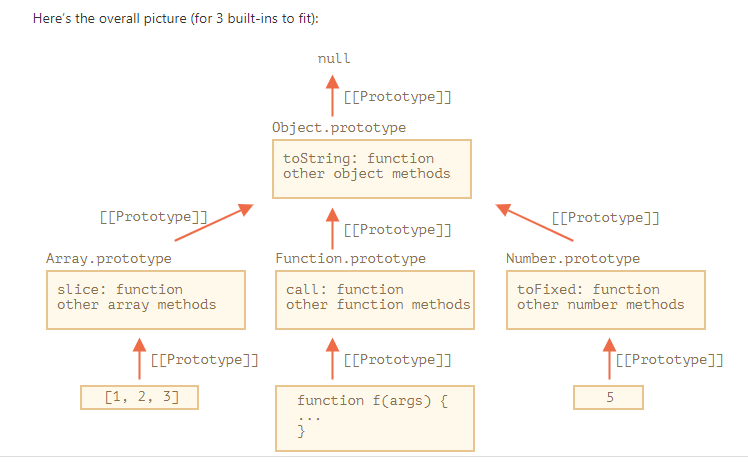 Here's the overall picture (for 3 built-ins to fit):
null
[[Prototype]]
Object.prototype
toString: function
other object methods
[[Prototype]]
[[Prototype]]
[[Prototype]]
Array.prototype
Function.prototype
Number.prototype
slice: function
other array methods
call: function
other function methods
toFixed: function
other number methods
[[Prototype]]
[[Prototype]]
[[Prototype]]
[1, 2, 3]
function f(args) {
...
}
5